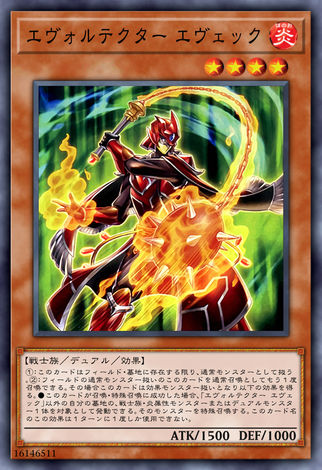 エヴォルテクター エヴェック
ほのお
炎
【戦士族／デュアル／効果】
①：このカードはフィールド・墓地に存在する限り、通常モンスターとして扱う。
②：フィールドの通常モンスター扱いのこのカードを通常召喚としてもう１度
召喚できる。その場合このカードは効果モンスター扱いとなり以下の効果を得
る。●このカードが召喚・特殊召喚に成功した場合、「エヴォルテクター エヴ
ェック」以外の自分の墓地の、戦士族・炎属性モンスターまたはデュアルモンスタ
ー１体を対象として発動できる。そのモンスターを特殊召喚する。このカード名
のこの効果は１ターンに１度しか使用できない。
ATK/1500 DEF/1000
16146511